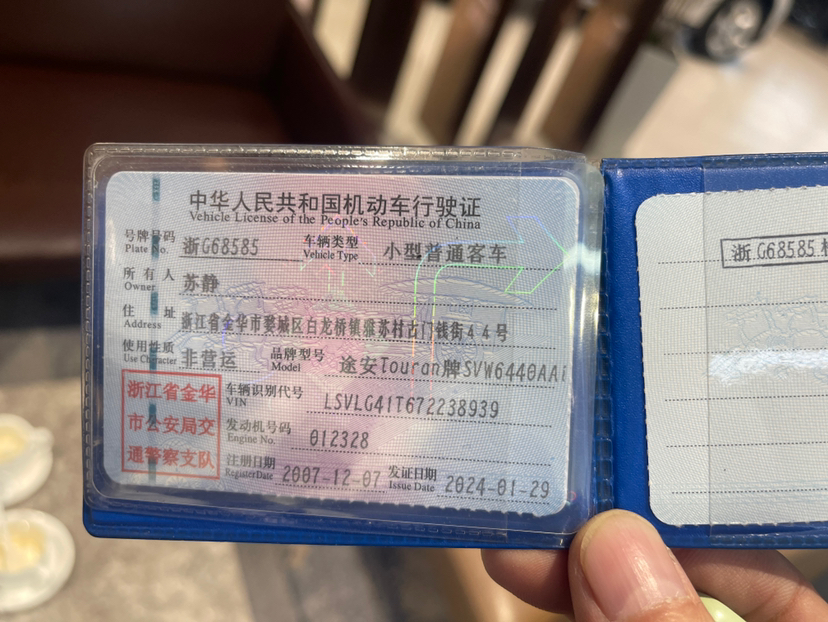 中华人民共和国机动车行驶证
Vehicle License of the People's Republic of China
号牌号码 浙G68585 车辆类型 小型普通客车
Plate No. Vehicle Type
所有人 苏静
Owner
住址 浙江省金华市婺城区白龙桥镇雅苏村古门钱街44号
Address
使用性质 非营运 品牌型号 途安Touran牌SVW6440AAi
Use Character Model
浙江省金华
市公安局交
通警察支队
车辆识别代号 LSVLG41T672238939
VIN
发动机号码 012328
Engine No.
注册日期 2007-12-07 发证日期 2024-01-29
Register Date Issue Date
浙G68585